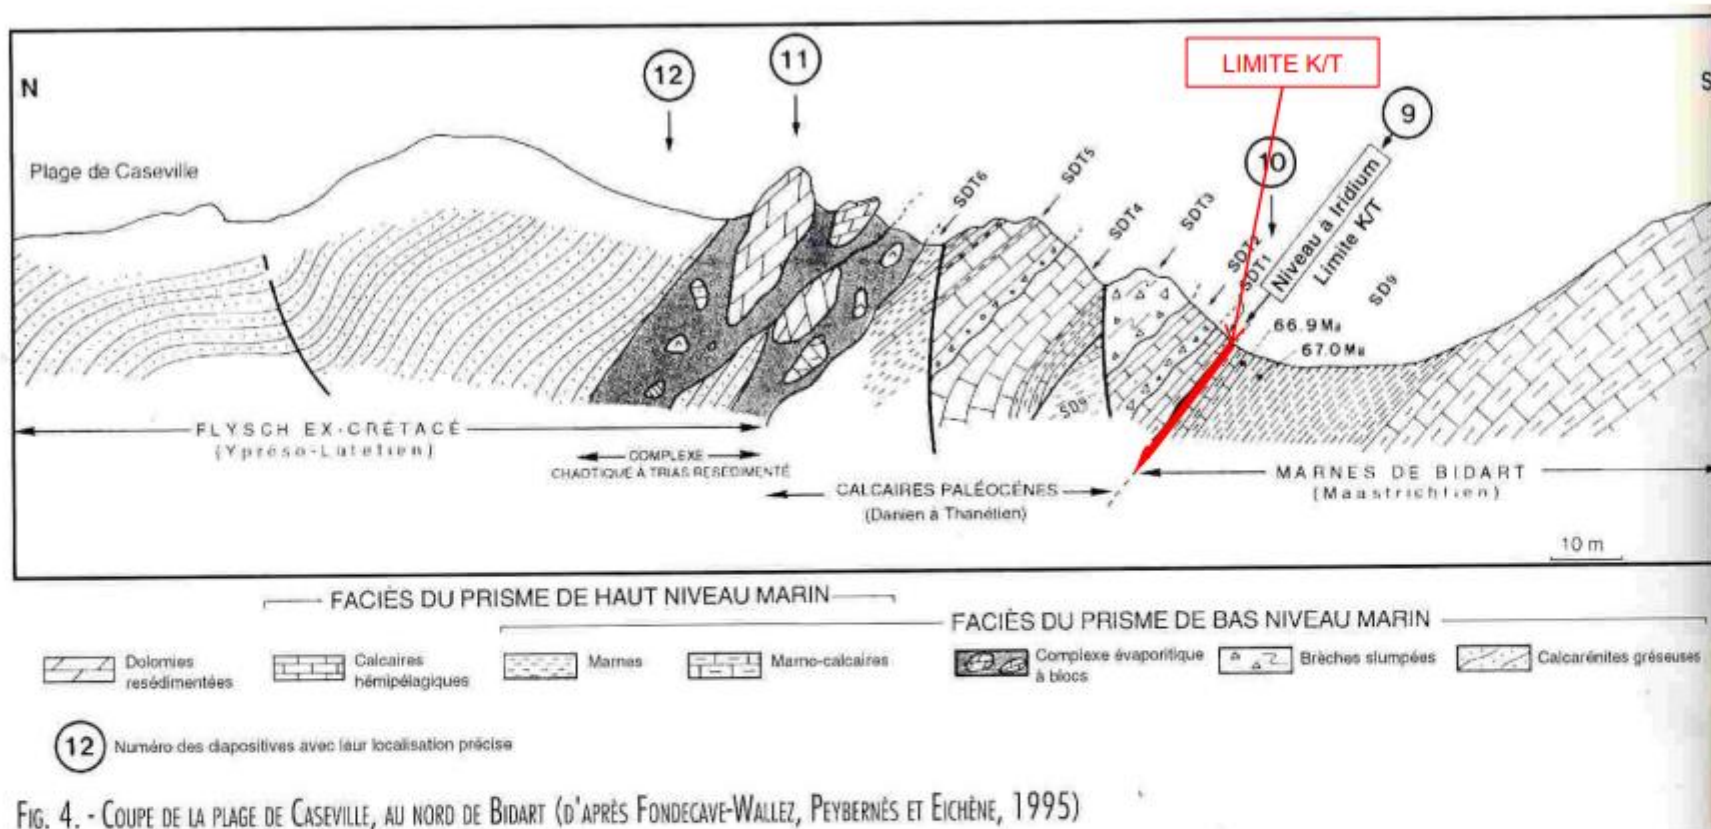 LIMITE K/T
N
S
12
11
10
9
Plage de Caseville
SDT6
SDT5
SDT4
SDT3
SDT2
SDT1
Niveau à Iridium
Limite K/T
SD9
66.9 Ma
67.0 Ma
SD9
FLYSCH EX-CRÉTACÉ
(Ypréso-Lutétien)
COMPLEXE
CHAOTIQUE À TRIAS RESÉDIMENTÉ
CALCAIRES PALÉOCÈNES
(Danien à Thanétien)
MARNES DE BIDART
(Maastrichtien)
10 m
FACIÈS DU PRISME DE HAUT NIVEAU MARIN
FACIÈS DU PRISME DE BAS NIVEAU MARIN
Dolomies
resédimentées
Calcaires
hémipélagiques
Marnes
Marno-calcaires
Complexe évaporitique
à blocs
Brèches slumpées
Calcarénites gréseuses
12 Numéro des diapositives avec leur localisation précise
FIG. 4. - COUPE DE LA PLAGE DE CASEVILLE, AU NORD DE BIDART (D'APRÈS FONDECAVE-WALLEZ, PEYBERNÈS ET EICHÈNE, 1995)